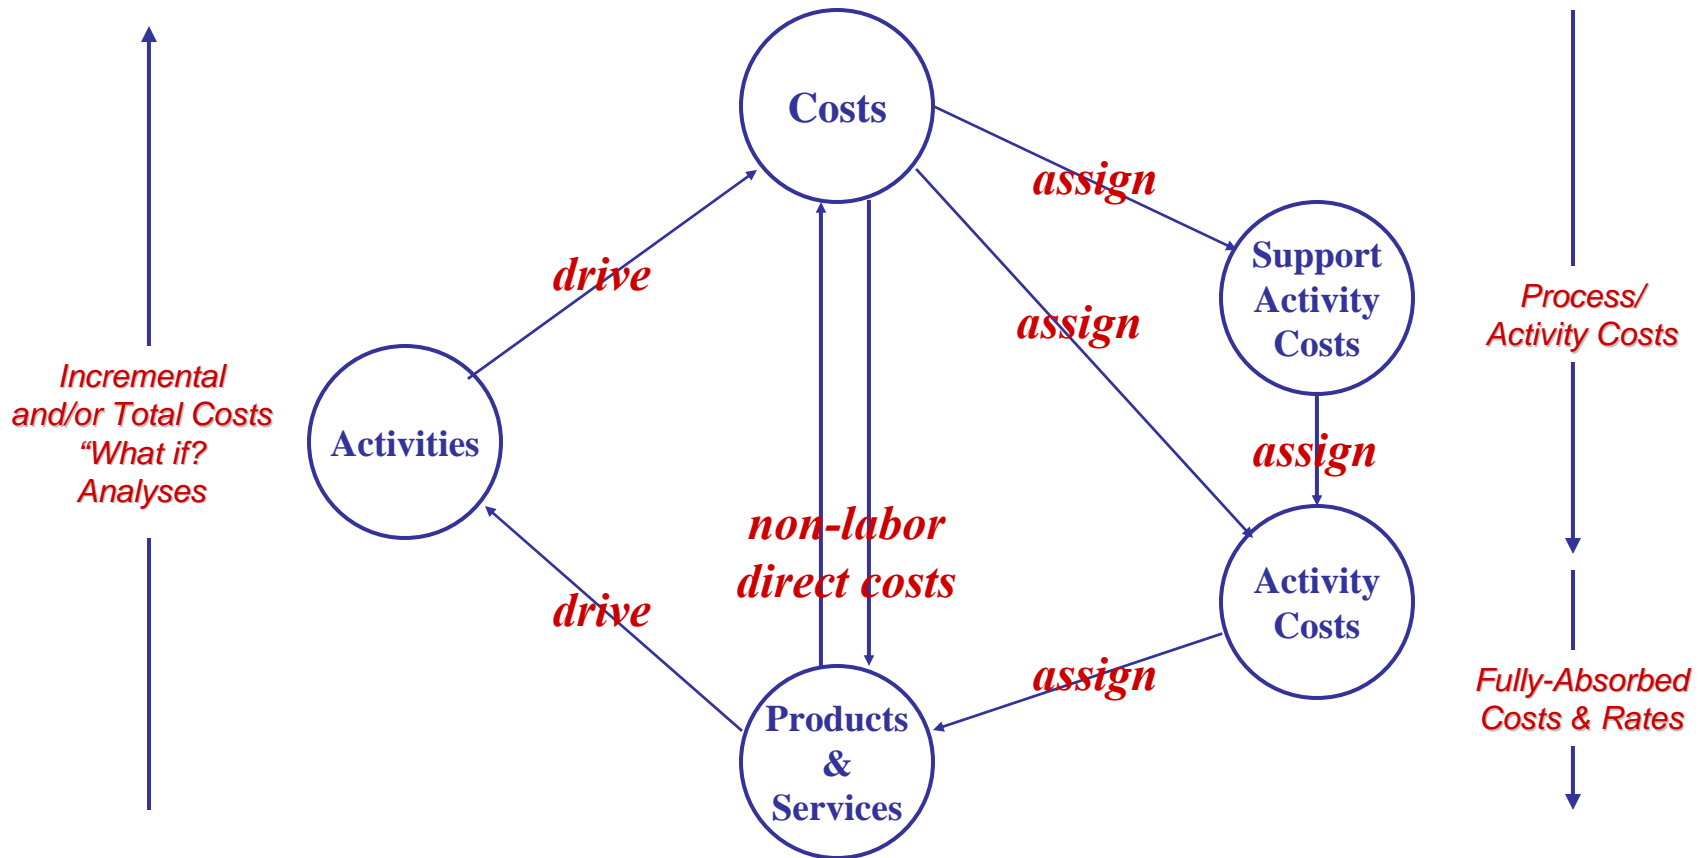 Costs
assign
Support
Activity
Costs
drive
assign
Process/
Activity Costs
Incremental
and/or Total Costs
“What if?
Analyses
Activities
assign
non-labor
direct costs
Activity
Costs
drive
assign
Products
&
Services
Fully-Absorbed
Costs & Rates